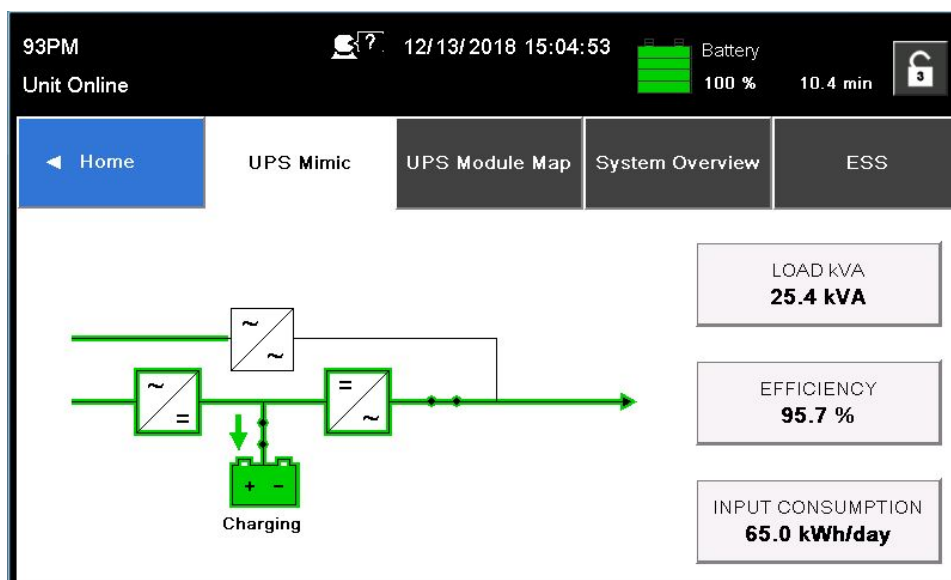 93PM
12/13/2018 15:04:53
Battery
Unit Online
100 %
10.4 min
3
◄ Home
UPS Mimic
UPS Module Map
System Overview
ESS
LOAD kVA
25.4 kVA
~
~
EFFICIENCY
95.7 %
~
=
=
~
+ -
Charging
INPUT CONSUMPTION
65.0 kWh/day